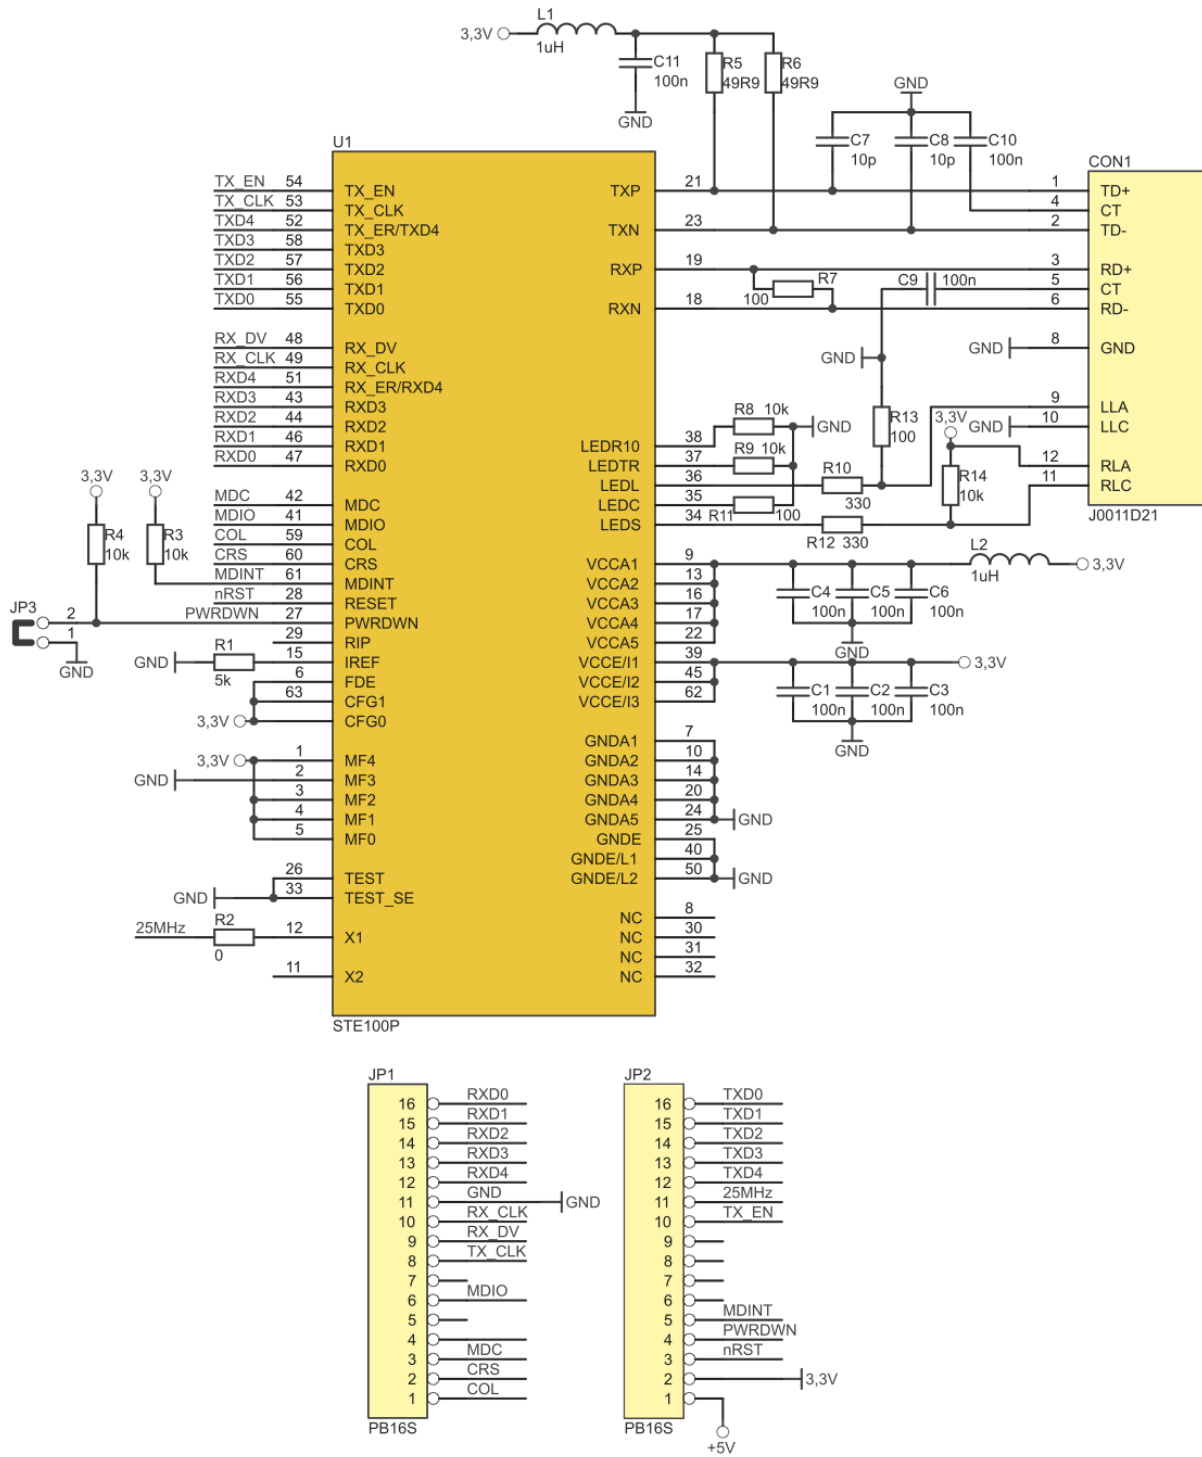 L1
3,3V
1uH
C11
100n
GND
R5
49R9
R6
49R9
GND
C7
10p
C8
10p
C10
100n
U1
CON1
TX_EN 54 TX_EN
TX_CLK 53 TX_CLK
TXD4 52 TX_ER/TXD4
TXD3 58 TXD3
TXD2 57 TXD2
TXD1 56 TXD1
TXD0 55 TXD0
RX_DV 48 RX_DV
RX_CLK 49 RX_CLK
RXD4 51 RX_ER/RXD4
RXD3 43 RXD3
RXD2 44 RXD2
RXD1 46 RXD1
RXD0 47 RXD0
MDC 42 MDC
MDIO 41 MDIO
COL 59 COL
CRS 60 CRS
MDINT 61 MDINT
nRST 28 RESET
PWRDWN 27 PWRDWN
29 RIP
15 IREF
6 FDE
63 CFG1
3,3V CFG0
3,3V 1 MF4
GND 2 MF3
3 MF2
4 MF1
5 MF0
26 TEST
GND 33 TEST_SE
25MHz R2 12 X1
0
11 X2
3,3V
3,3V
R4
10k
R3
10k
JP3
2
1
GND
GND
R1
5k
TXP 21
TXN 23
RXP 19
RXN 18
LEDR10 38
LEDTR 37
LEDL 36
LEDC 35
LEDS 34
VCCA1 9
VCCA2 13
VCCA3 16
VCCA4 17
VCCA5 22
VCCE/I1 39
VCCE/I2 45
VCCE/I3 62
GNDA1 7
GNDA2 10
GNDA3 14
GNDA4 20
GNDA5 24 GND
GNDE 25
GNDE/L1 40
GNDE/L2 50 GND
NC 8
NC 30
NC 31
NC 32
STE100P
R7
100
C9 100n
GND
R8 10k
GND
R9 10k
R10
330
R11 100
R12 330
R13
100
3,3V
R14
10k
L2
1uH
3,3V
C4
100n
C5
100n
C6
100n
GND
3,3V
C1
100n
C2
100n
C3
100n
GND
1 TD+
4 CT
2 TD-
3 RD+
5 CT
6 RD-
GND 8 GND
9 LLA
GND 10 LLC
12 RLA
11 RLC
J0011D21
JP1
16 RXD0
15 RXD1
14 RXD2
13 RXD3
12 RXD4
11 GND GND
10 RX_CLK
9 RX_DV
8 TX_CLK
7
6 MDIO
5
4
3 MDC
2 CRS
1 COL
PB16S
JP2
16 TXD0
15 TXD1
14 TXD2
13 TXD3
12 TXD4
11 25MHz
10 TX_EN
9
8
7
6
5 MDINT
4 PWRDWN
3 nRST
2 3,3V
1
PB16S
+5V